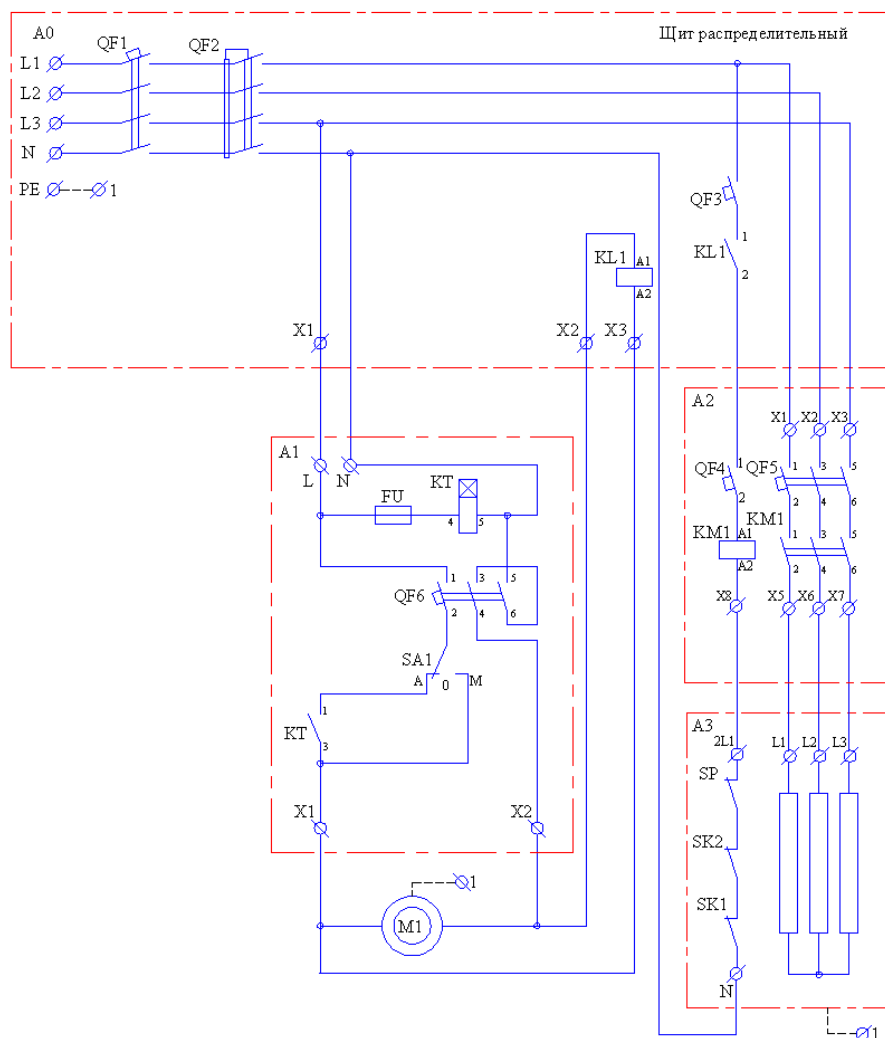 A0
QF1
QF2
Щит распределительный
L1
L2
L3
N
PE
1
QF3
1
KL1
2
KL1
A1
A2
X1
X2
X3
A2
X1
X2
X3
A1
L
N
FU
KT
4
5
QF4
1
2
QF5
1
3
5
2
4
6
KM1
A1
A2
KM1
1
3
5
2
4
6
QF6
1
3
5
2
4
6
X8
X5
X6
X7
SA1
A
0
M
KT
1
3
A3
2L1
L1
L2
L3
SP
X1
X2
SK2
1
SK1
M1
N
1